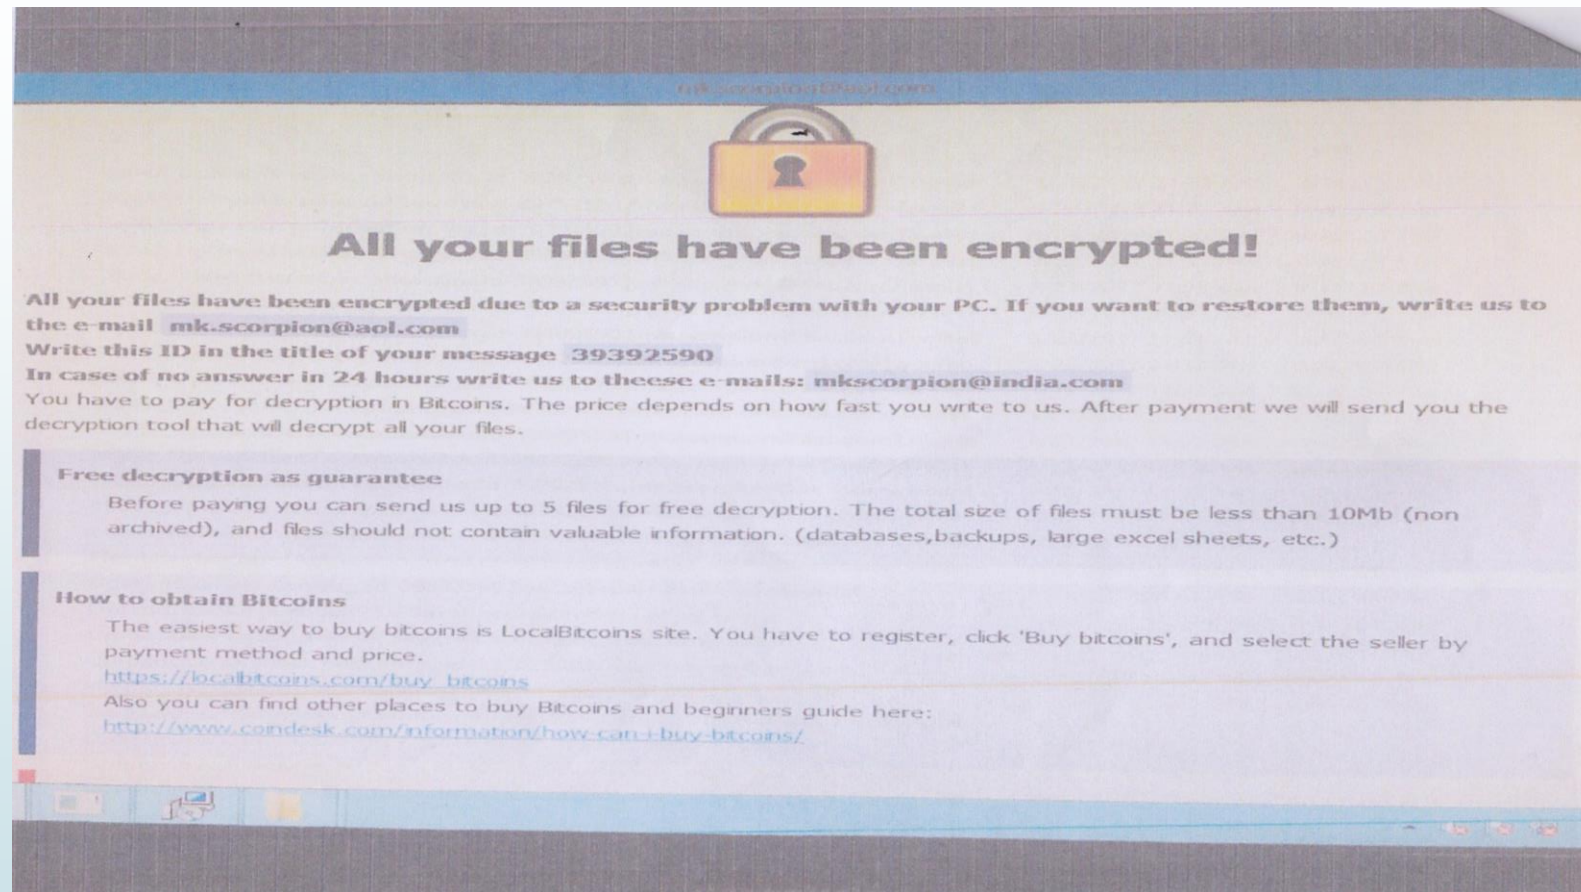 mk.scorpion@aol.com
All your files have been encrypted!
All your files have been encrypted due to a security problem with your PC. If you want to restore them, write us to
the e-mail mk.scorpion@aol.com
Write this ID in the title of your message 39392590
In case of no answer in 24 hours write us to theese e-mails: mkscorpion@india.com
You have to pay for decryption in Bitcoins. The price depends on how fast you write to us. After payment we will send you the
decryption tool that will decrypt all your files.
Free decryption as guarantee
Before paying you can send us up to 5 files for free decryption. The total size of files must be less than 10Mb (non
archived), and files should not contain valuable information. (databases,backups, large excel sheets, etc.)
How to obtain Bitcoins
The easiest way to buy bitcoins is LocalBitcoins site. You have to register, click 'Buy bitcoins', and select the seller by
payment method and price.
https://localbitcoins.com/buy_bitcoins
Also you can find other places to buy Bitcoins and beginners guide here:
http://www.coindesk.com/information/how-can-i-buy-bitcoins/